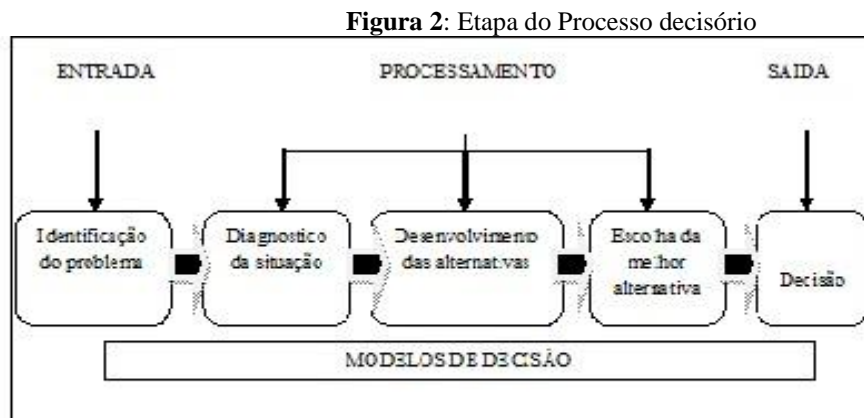 Figura 2: Etapa do Processo decisório
ENTRADA PROCESSAMENTO SAIDA
Identificação
do problema
Diagnostico
da situação
Desenvolvimento
das alternativas
Escolha da
melhor
alternativa
Decisão
MODELOS DE DECISÃO